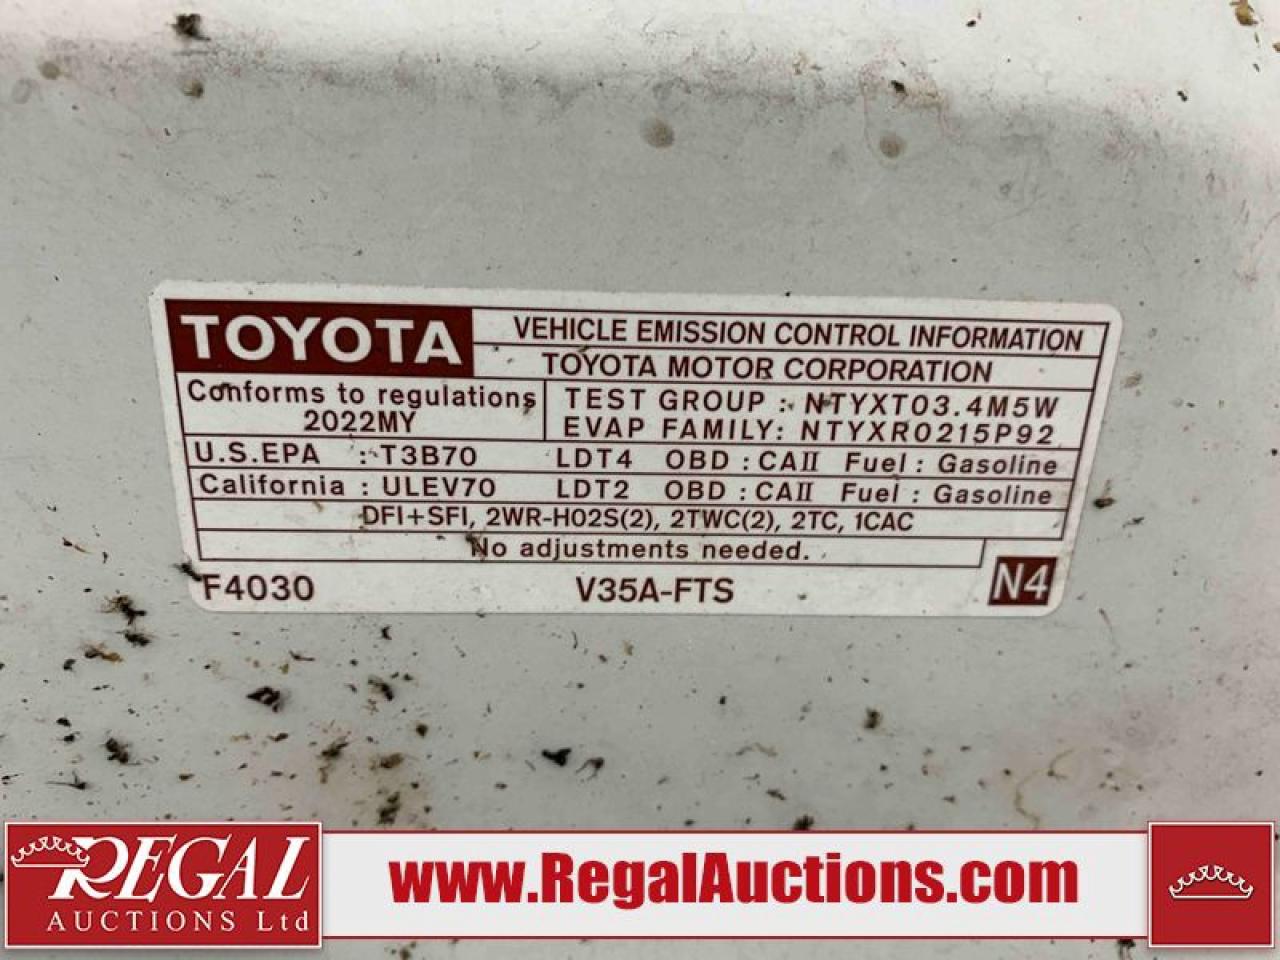 TOYOTA VEHICLE EMISSION CONTROL INFORMATION
TOYOTA MOTOR CORPORATION
Conforms to regulations
2022MY
TEST GROUP : NTYXT03.4M5W
EVAP FAMILY: NTYXR0215P92
U.S.EPA : T3B70 LDT4 OBD : CAII Fuel : Gasoline
California : ULEV70 LDT2 OBD : CAII Fuel : Gasoline
DFI+SFI, 2WR-HO2S(2), 2TWC(2), 2TC, 1CAC
No adjustments needed.
F4030 V35A-FTS N4
REGAL
AUCTIONS Ltd
www.RegalAuctions.com